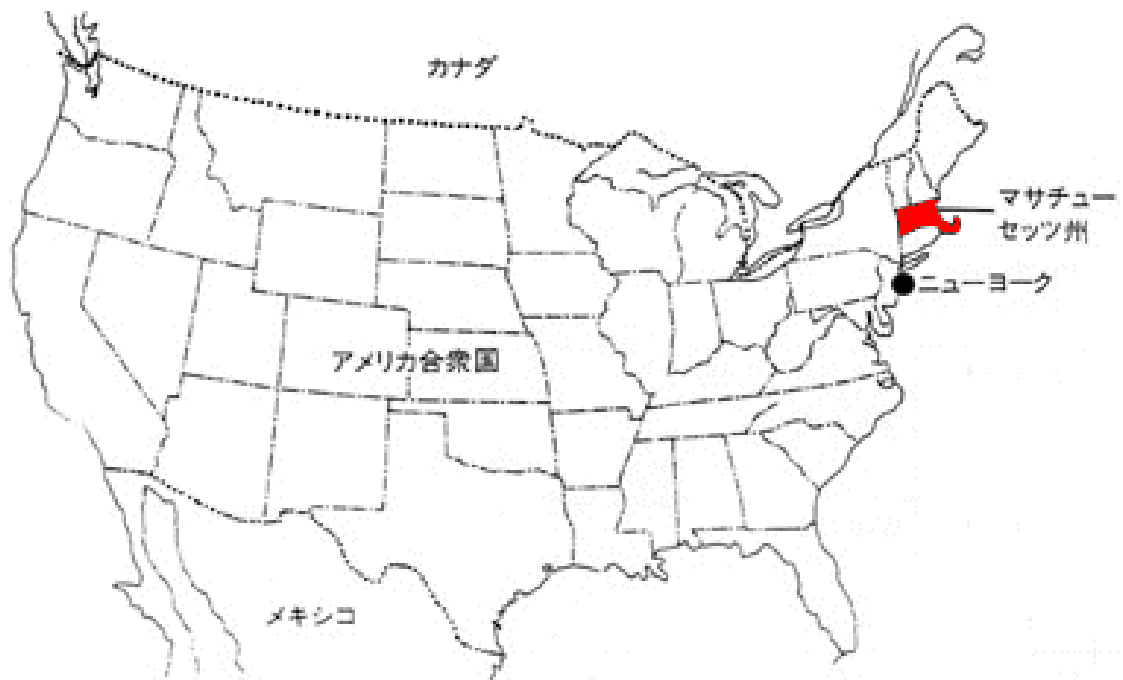 カナダ
マサチュー
セッツ州
ニューヨーク
アメリカ合衆国
メキシコ